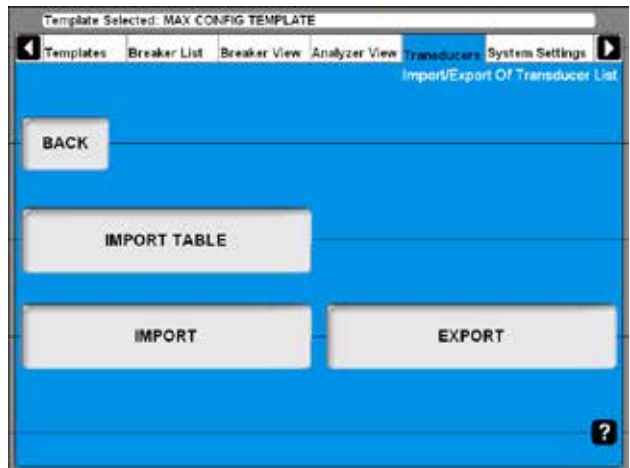 Template Selected: MAX CONFIG TEMPLATE
Templates Breaker List Breaker View Analyzer View Transducers System Settings
Import/Export Of Transducer List
BACK
IMPORT TABLE
IMPORT EXPORT
?